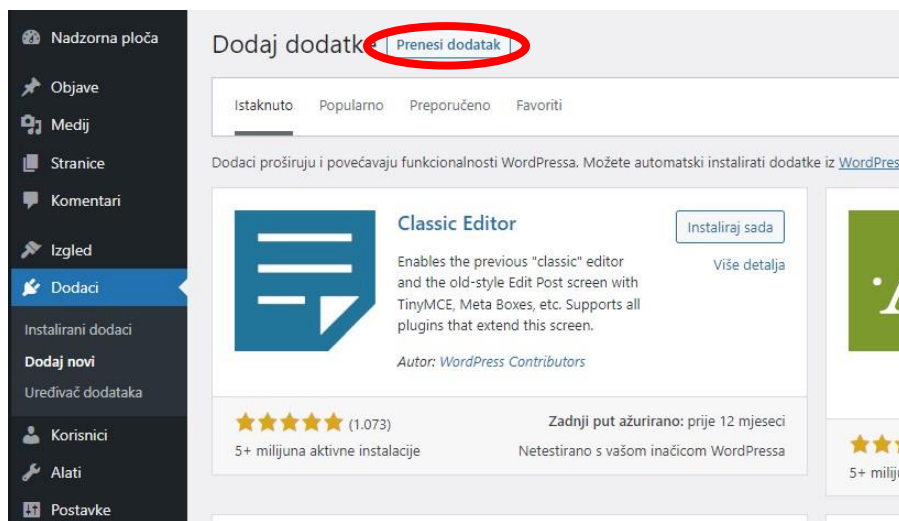 Nadzorna ploča
Objave
Medij
Stranice
Komentari
Izgled
Dodaci
Instalirani dodaci
Dodaj novi
Uređivač dodataka
Korisnici
Alati
Postavke
Dodaj dodatke Prenesi dodatak
Istaknuto Popularno Preporučeno Favoriti
Dodaci proširuju i povećavaju funkcionalnosti WordPressa. Možete automatski instalirati dodatke iz WordPres
Classic Editor
Instaliraj sada
Više detalja
Enables the previous "classic" editor
and the old-style Edit Post screen with
TinyMCE, Meta Boxes, etc. Supports all
plugins that extend this screen.
Autor: WordPress Contributors
(1.073)
5+ milijuna aktivne instalacije
Zadnji put ažurirano: prije 12 mjeseci
Netestirano s vašom inačicom WordPressa
5+ milij